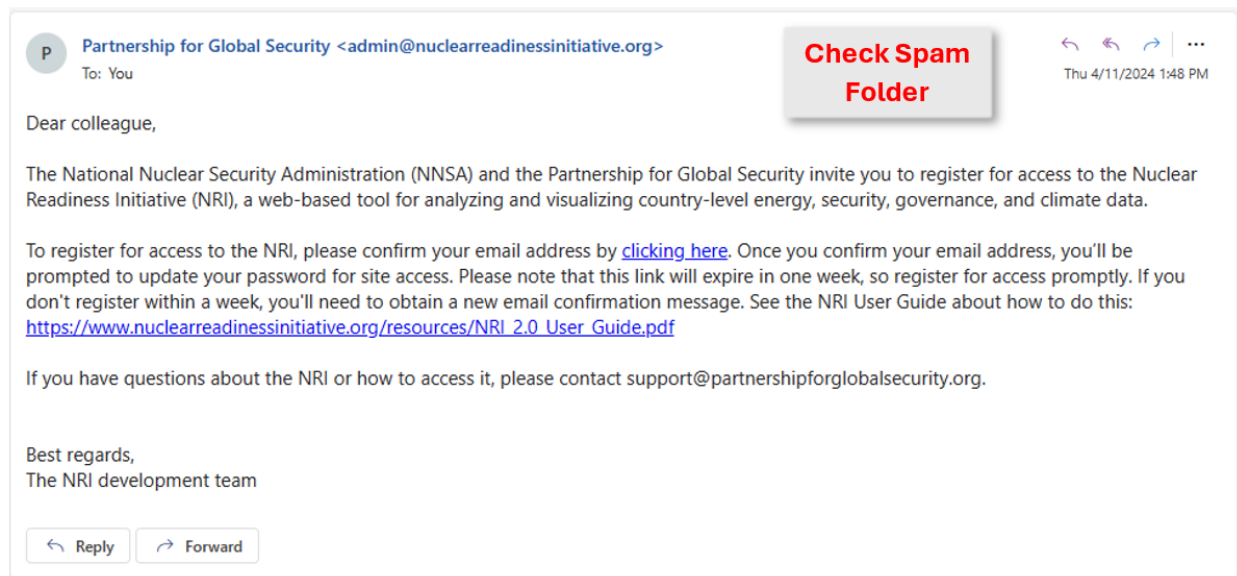 P
Partnership for Global Security <admin@nuclearreadinessinitiative.org>
To: You
Check Spam
Folder
Thu 4/11/2024 1:48 PM
Dear colleague,
The National Nuclear Security Administration (NNSA) and the Partnership for Global Security invite you to register for access to the Nuclear
Readiness Initiative (NRI), a web-based tool for analyzing and visualizing country-level energy, security, governance, and climate data.
To register for access to the NRI, please confirm your email address by clicking here. Once you confirm your email address, you'll be
prompted to update your password for site access. Please note that this link will expire in one week, so register for access promptly. If you
don't register within a week, you'll need to obtain a new email confirmation message. See the NRI User Guide about how to do this:
https://www.nuclearreadinessinitiative.org/resources/NRI_2.0_User_Guide.pdf
If you have questions about the NRI or how to access it, please contact support@partnershipforglobalsecurity.org.
Best regards,
The NRI development team
Reply
Forward